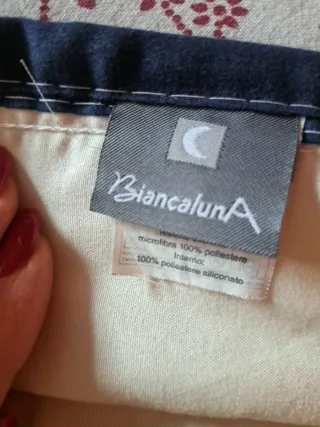 BiancalunA
microfibra 100% poliestere
Interno:
100% poliestere siliconato